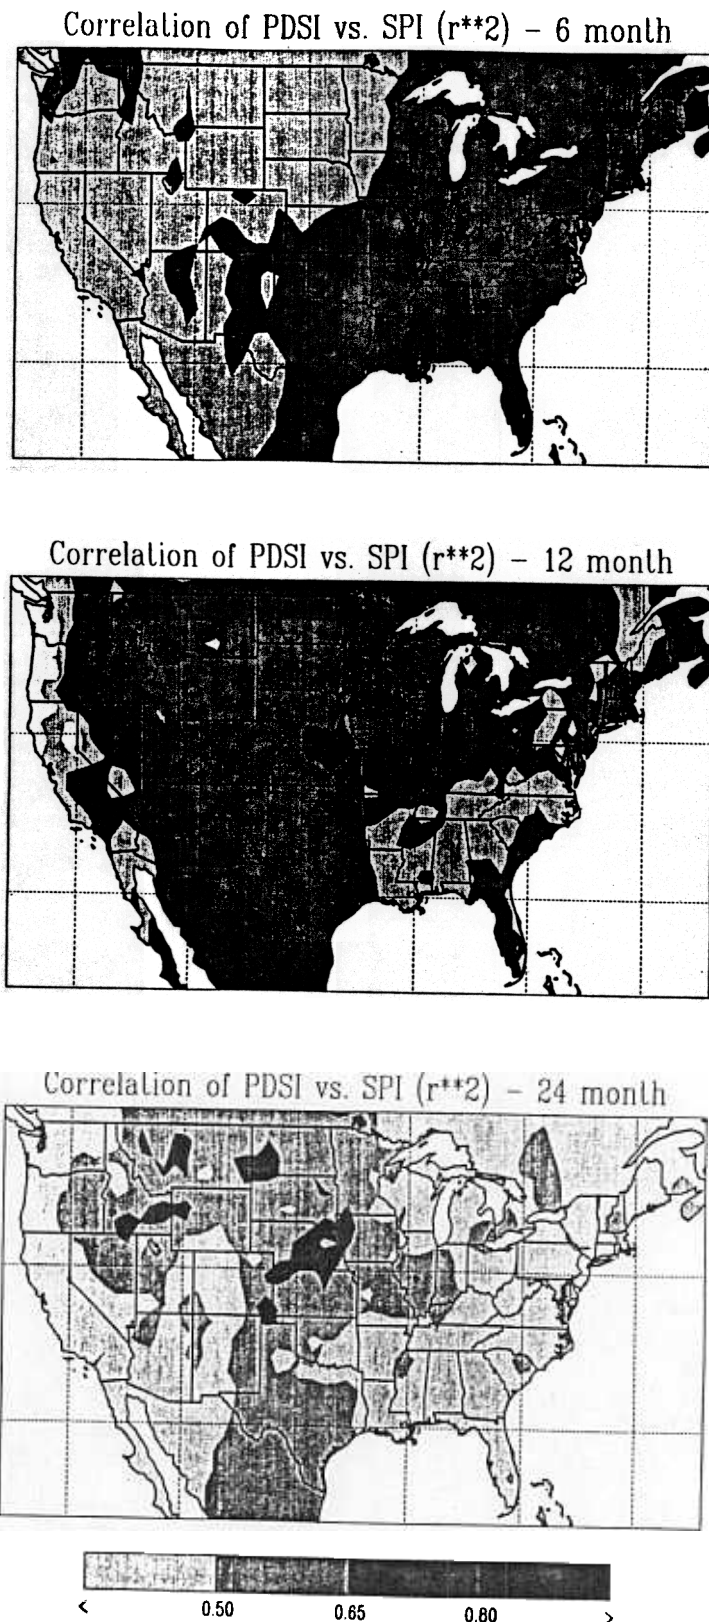 Correlation of PDSI vs. SPI (r**2) – 6 month
Correlation of PDSI vs. SPI (r**2) – 12 month
Correlation of PDSI vs. SPI (r**2) – 24 month
< 0.50 0.65 0.80 >